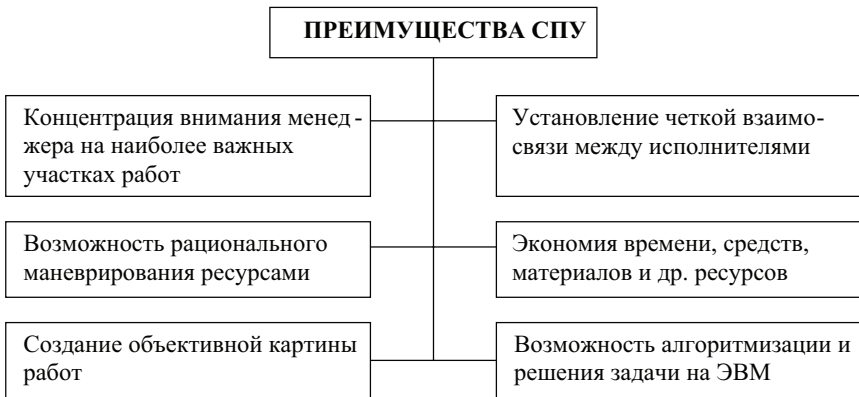 ПРЕИМУЩЕСТВА СПУ
Концентрация внимания менед -
жера на наиболее важных
участках работ
Установление четкой взаимо-
связи между исполнителями
Возможность рационального
маневрирования ресурсами
Экономия времени, средств,
материалов и др. ресурсов
Создание объективной картины
работ
Возможность алгоритмизации и
решения задачи на ЭВМ